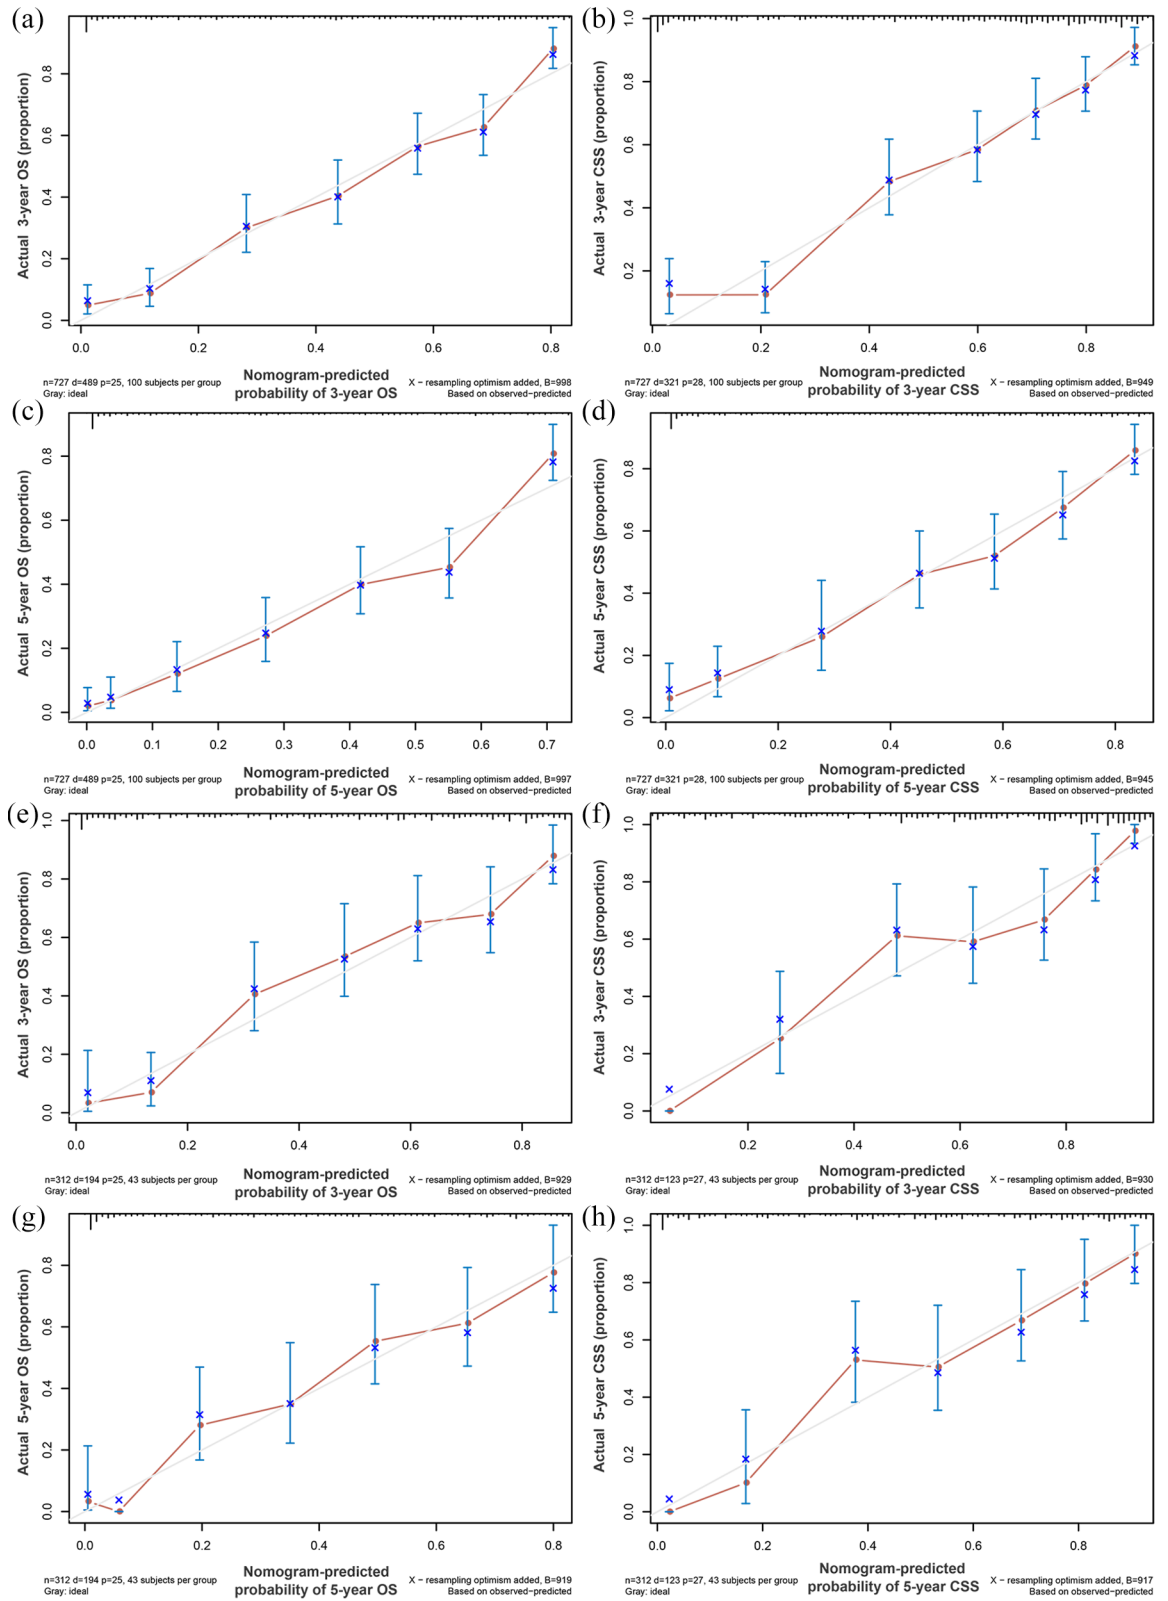 (a)
Actual 3-year OS (proportion)
0.0 0.2 0.4 0.6 0.8
0.0 0.2 0.4 0.6 0.8
n=727 d=489 p=25, 100 subjects per group
Gray: ideal
Nomogram-predicted
probability of 3-year OS
X − resampling optimism added, B=998
Based on observed−predicted
(b)
Actual 3-year CSS (proportion)
0.2 0.4 0.6 0.8 1.0
0.0 0.2 0.4 0.6 0.8
n=727 d=321 p=28, 100 subjects per group
Gray: ideal
Nomogram-predicted
probability of 3-year CSS
X − resampling optimism added, B=949
Based on observed−predicted
(c)
Actual 5-year OS (proportion)
0.0 0.2 0.4 0.6 0.8
0.0 0.1 0.2 0.3 0.4 0.5 0.6 0.7
n=727 d=489 p=25, 100 subjects per group
Gray: ideal
Nomogram-predicted
probability of 5-year OS
X − resampling optimism added, B=997
Based on observed−predicted
(d)
Actual 5-year CSS (proportion)
0.0 0.2 0.4 0.6 0.8
0.0 0.2 0.4 0.6 0.8
n=727 d=321 p=28, 100 subjects per group
Gray: ideal
Nomogram-predicted
probability of 5-year CSS
X − resampling optimism added, B=945
Based on observed−predicted
(e)
Actual 3-year OS (proportion)
0.0 0.2 0.4 0.6 0.8 1.0
0.0 0.2 0.4 0.6 0.8
n=312 d=194 p=25, 43 subjects per group
Gray: ideal
Nomogram-predicted
probability of 3-year OS
X − resampling optimism added, B=929
Based on observed−predicted
(f)
Actual 3-year CSS (proportion)
0.0 0.2 0.4 0.6 0.8 1.0
0.2 0.4 0.6 0.8
n=312 d=123 p=27, 43 subjects per group
Gray: ideal
Nomogram-predicted
probability of 3-year CSS
X − resampling optimism added, B=930
Based on observed−predicted
(g)
Actual 5-year OS (proportion)
0.0 0.2 0.4 0.6 0.8
0.0 0.2 0.4 0.6 0.8
n=312 d=194 p=25, 43 subjects per group
Gray: ideal
Nomogram-predicted
probability of 5-year OS
X − resampling optimism added, B=919
Based on observed−predicted
(h)
Actual 5-year CSS (proportion)
0.0 0.2 0.4 0.6 0.8 1.0
0.0 0.2 0.4 0.6 0.8
n=312 d=123 p=27, 43 subjects per group
Gray: ideal
Nomogram-predicted
probability of 5-year CSS
X − resampling optimism added, B=917
Based on observed−predicted